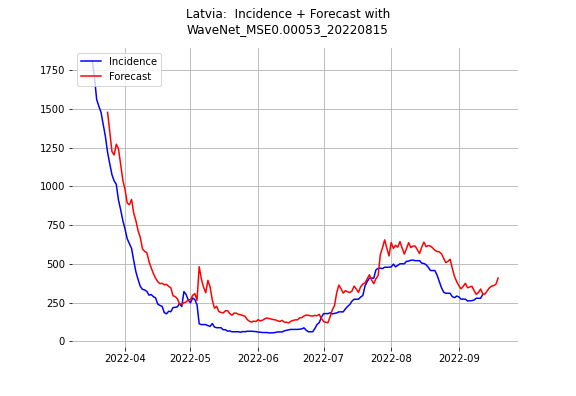 Latvia:  Incidence + Forecast with
WaveNet_MSE0.00053_20220815
Incidence
Forecast
1750
1500
1250
1000
750
500
250
0
2022-04 2022-05 2022-06 2022-07 2022-08 2022-09